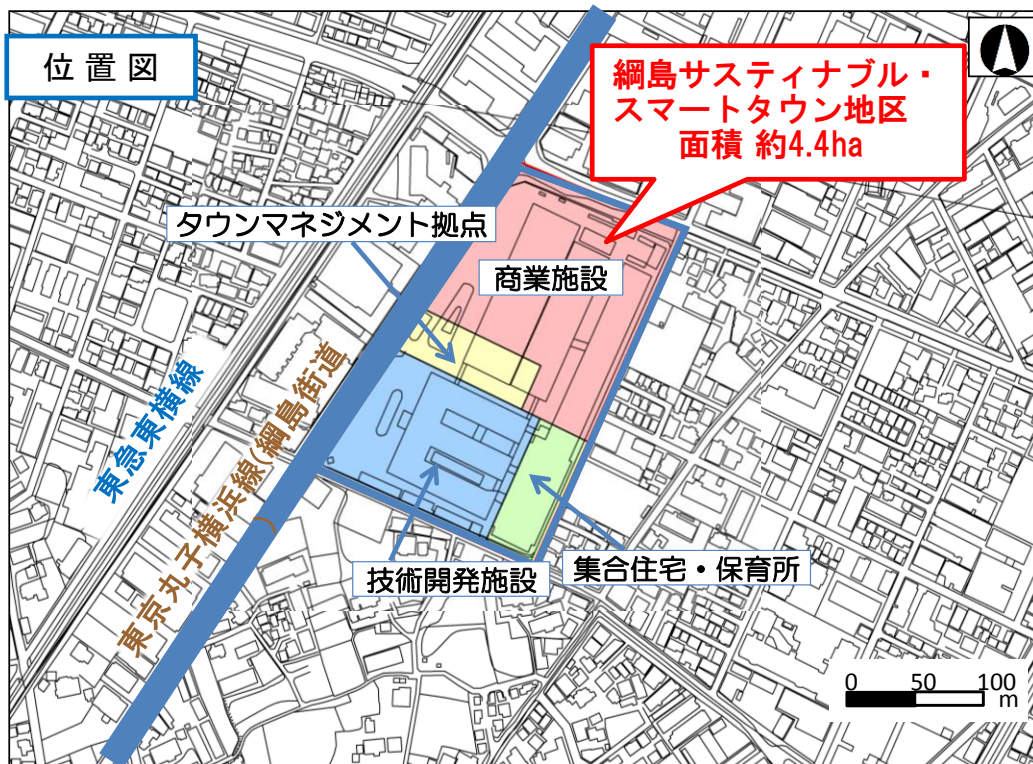 位置図
綱島サスティナブル・
スマートタウン地区
面積 約4.4ha
タウンマネジメント拠点
商業施設
東急東横線
東京丸子横浜線(綱島街道
)
技術開発施設
集合住宅・保育所
0 50 100
m